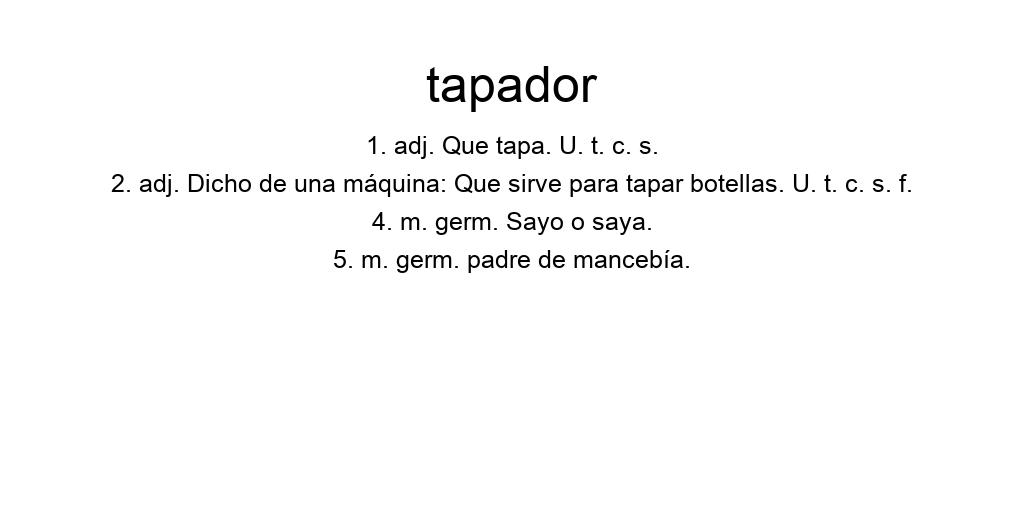 tapador
1. adj. Que tapa. U. t. c. s.
2. adj. Dicho de una máquina: Que sirve para tapar botellas. U. t. c. s. f.
4. m. germ. Sayo o saya.
5. m. germ. padre de mancebía.